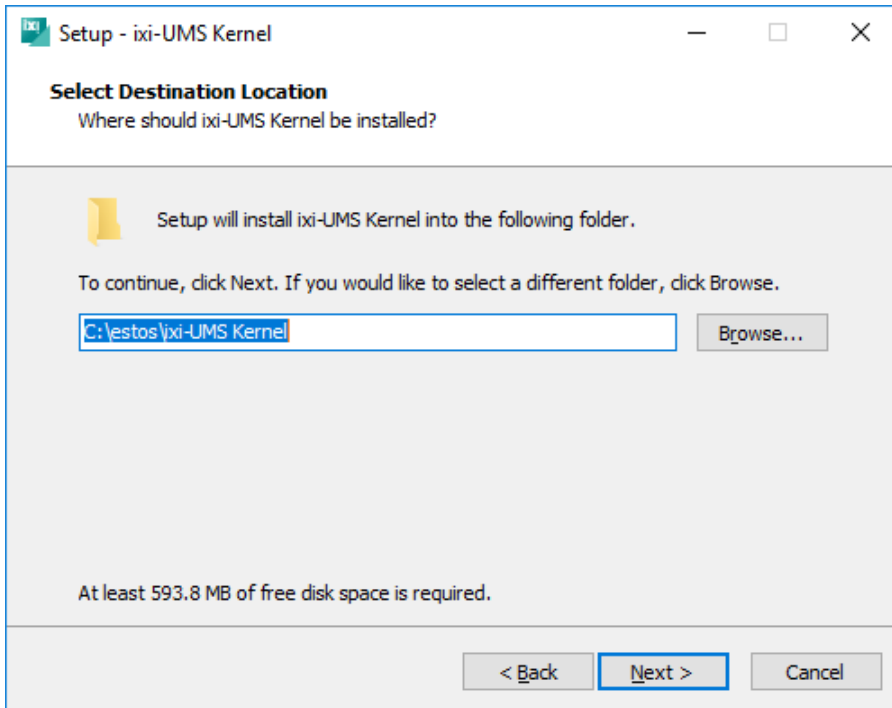 ixi
Setup - ixi-UMS Kernel
Select Destination Location
Where should ixi-UMS Kernel be installed?
Setup will install ixi-UMS Kernel into the following folder.
To continue, click Next. If you would like to select a different folder, click Browse.
C:\estos\ixi-UMS Kernel
Browse...
At least 593.8 MB of free disk space is required.
< Back
Next >
Cancel